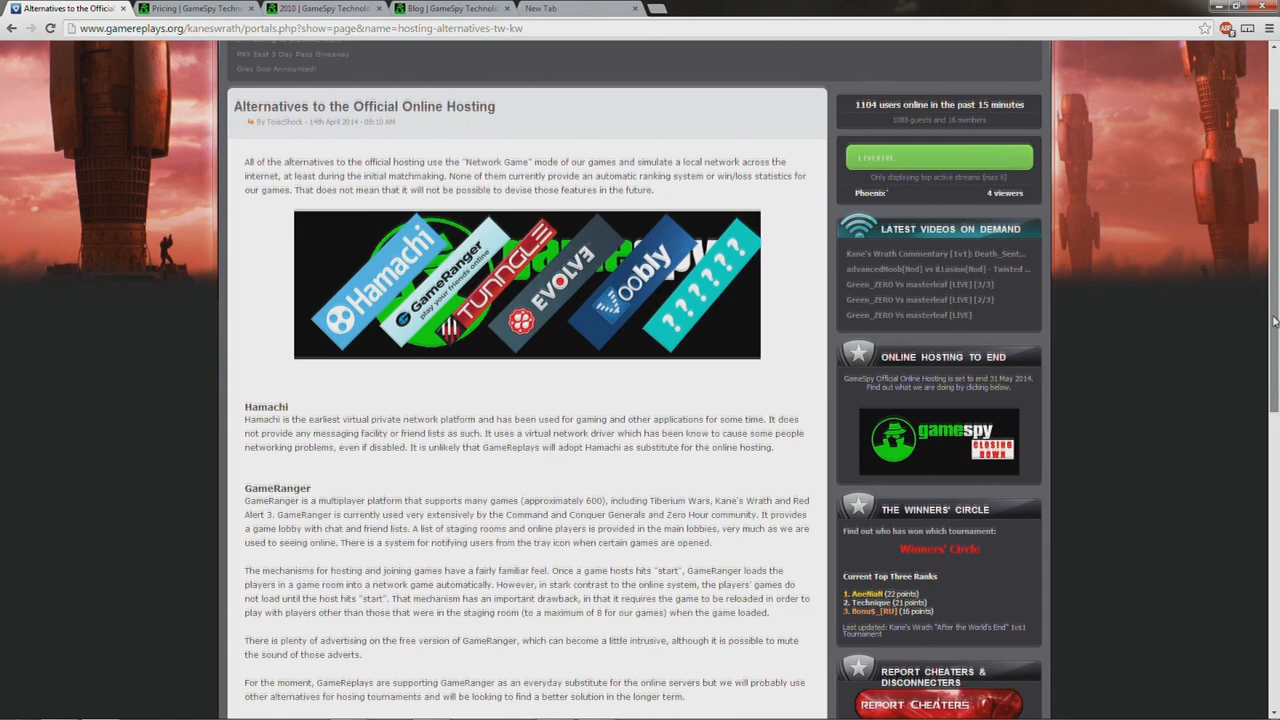 Alternatives to the Official
Pricing | GameSpy Techno
2010 | GameSpy Technolo
Blog | GameSpy Technolo
New Tab
www.gamereplays.org/kaneswrath/portals.php?show=page&name=hosting-alternatives-tw-kw
PAX East 3 Day Pass Giveaway
Grey Goo Announced!
Alternatives to the Official Online Hosting
By ToxicShock - 14th April 2014 - 08:10 AM
All of the alternatives to the official hosting use the "Network Game" mode of our games and simulate a local network across the
internet, at least during the initial matchmaking. None of them currently provide an automatic ranking system or win/loss statistics for
our games. That does not mean that it will not be possible to devise those features in the future.
Hamachi
GameRanger
play your friends online
TUNNGLE
EVOLVE
Voobly
??????
Hamachi
Hamachi is the earliest virtual private network platform and has been used for gaming and other applications for some time. It does
not provide any messaging facility or friend lists as such. It uses a virtual network driver which has been know to cause some people
networking problems, even if disabled. It is unlikely that GameReplays will adopt Hamachi as substitute for the online hosting.
GameRanger
GameRanger is a multiplayer platform that supports many games (approximately 600), including Tiberium Wars, Kane's Wrath and Red
Alert 3. GameRanger is currently used very extensively by the Command and Conquer Generals and Zero Hour community. It provides
a game lobby with chat and friend lists. A list of staging rooms and online players is provided in the main lobbies, very much as we are
used to seeing online. There is a system for notifying users from the tray icon when certain games are opened.
The mechanisms for hosting and joining games have a fairly familiar feel. Once a game hosts hits "start", GameRanger loads the
players in a game room into a network game automatically. However, in stark contrast to the online system, the players' games do
not load until the host hits "start". That mechanism has an important drawback, in that it requires the game to be reloaded in order to
play with players other than those that were in the staging room (to a maximum of 8 for our games) when the game loaded.
There is plenty of advertising on the free version of GameRanger, which can become a little intrusive, although it is possible to mute
the sound of those adverts.
For the moment, GameReplays are supporting GameRanger as an everyday substitute for the online servers but we will probably use
other alternatives for hosing tournaments and will be looking to find a better solution in the longer term.
1104 users online in the past 15 minutes
1088 guests and 16 members
LIVE
Only displaying top active streams (max 6)
Phoenix` 4 viewers
LATEST VIDEOS ON DEMAND
Kane's Wrath Commentary [1v1]: Death_Sent...
advancedNoob[Nod] vs iLLusion[Nod] - Twisted ...
Green_ZERO Vs masterleaf [LIVE] [3/3]
Green_ZERO Vs masterleaf [LIVE] [2/3]
Green_ZERO Vs masterleaf [LIVE]
ONLINE HOSTING TO END
GameSpy Official Online Hosting is set to end 31 May 2014.
Find out what we are doing by clicking below.
gamespy
CLOSING
DOWN
THE WINNERS' CIRCLE
Find out who has won which tournament:
Winners' Circle
Current Top Three Ranks
1. AoeNiaN (22 points)
2. Technique (21 points)
3. Bonu$_[RU] (16 points)
Last updated: Kane's Wrath "After the World's End" 1vs1
Tournament
REPORT CHEATERS &
DISCONNECTERS
REPORT CHEATERS